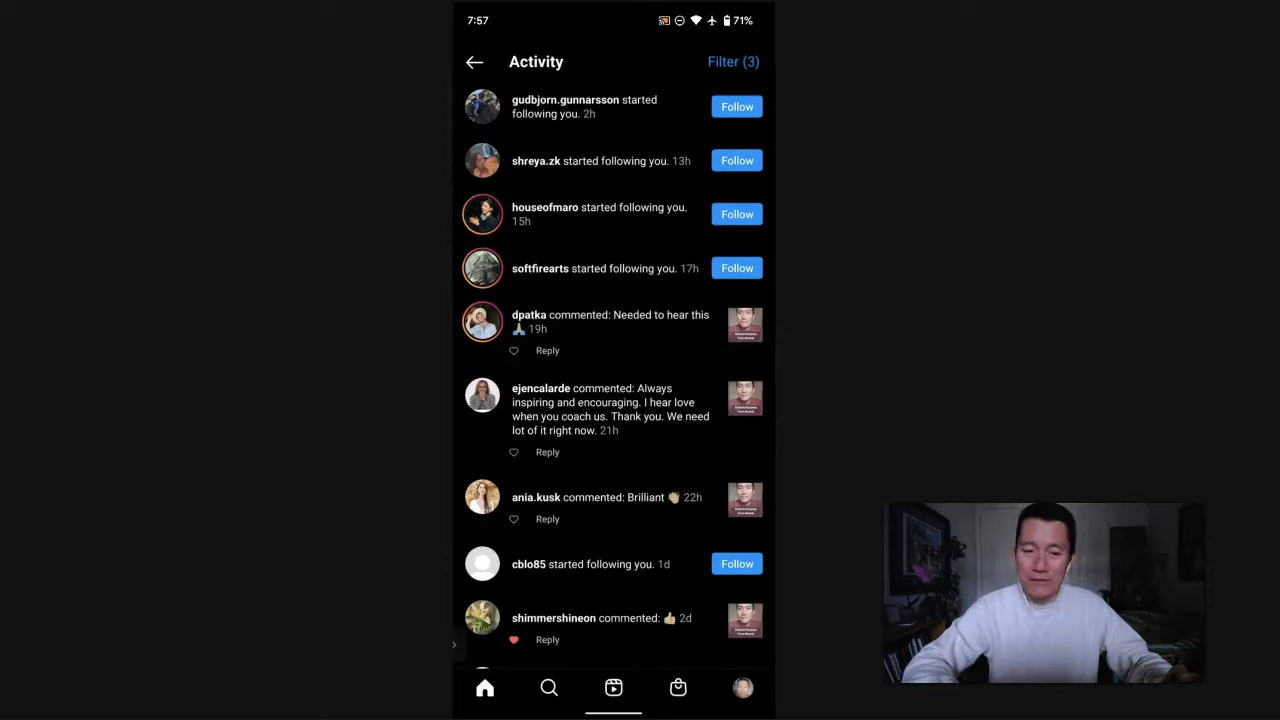 7:57
71%
Activity
Filter (3)
gudbjorn.gunnarsson started
following you. 2h
Follow
shreya.zk started following you. 13h
Follow
houseofmaro started following you.
15h
Follow
softfirearts started following you. 17h
Follow
dpatka commented: Needed to hear this
🙏🏼 19h
Reply
ejencalarde commented: Always
inspiring and encouraging. I hear love
when you coach us. Thank you. We need
lot of it right now. 21h
Reply
ania.kusk commented: Brilliant 👏🏼 22h
Reply
cblo85 started following you. 1d
Follow
shimmershineon commented: 👍🏼 2d
Reply